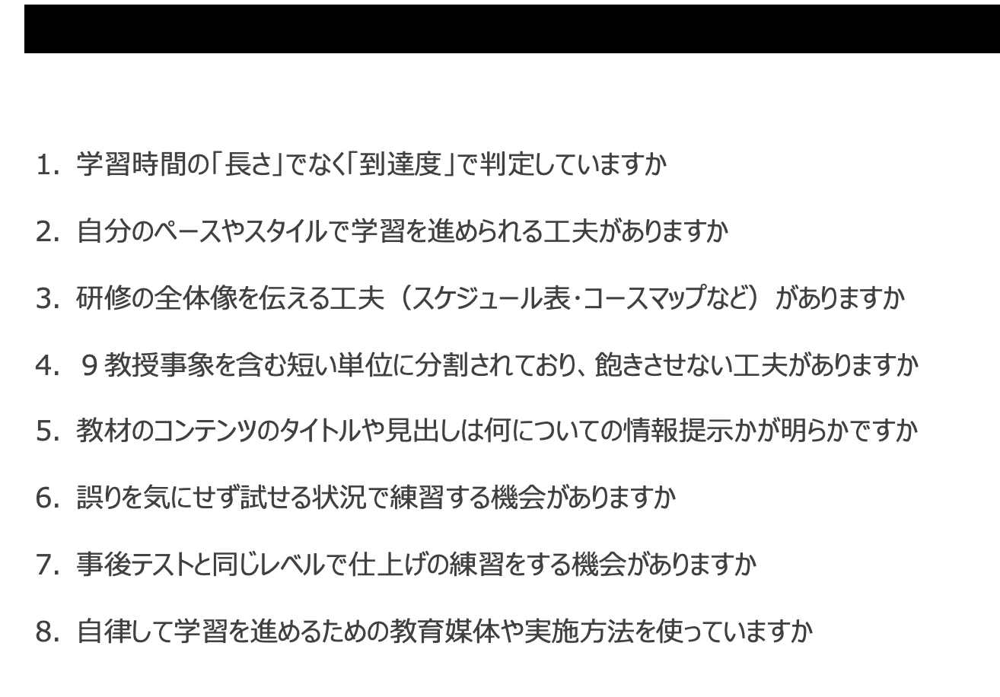 1. 学習時間の「長さ」でなく「到達度」で判定していますか
2. 自分のペースやスタイルで学習を進められる工夫がありますか
3. 研修の全体像を伝える工夫（スケジュール表・コースマップなど）がありますか
4. ９教授事象を含む短い単位に分割されており、飽きさせない工夫がありますか
5. 教材のコンテンツのタイトルや見出しは何についての情報提示かが明らかですか
6. 誤りを気にせず試せる状況で練習する機会がありますか
7. 事後テストと同じレベルで仕上げの練習をする機会がありますか
8. 自律して学習を進めるための教育媒体や実施方法を使っていますか